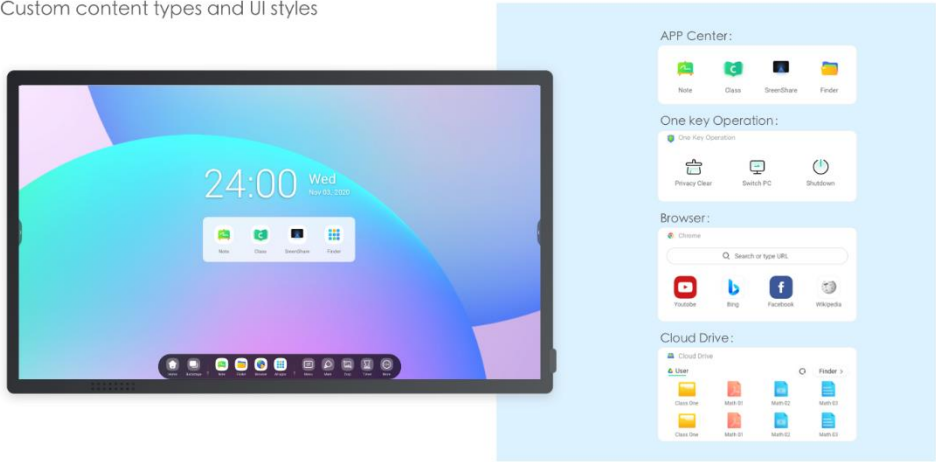 Custom content types and UI styles
24:00 Wed
Nov 03, 2020
Note Class SreenShare Finder
APP Center:
Note Class SreenShare Finder
One key Operation:
One Key Operation
Privacy Clear Switch PC Shutdown
Browser:
Chrome
Search or type URL
Youtube Bing Facebook Wikipedia
Cloud Drive:
Cloud Drive
User Finder >
Class One Math 01 Math 02 Math 03
Class One Math 01 Math 02 Math 03